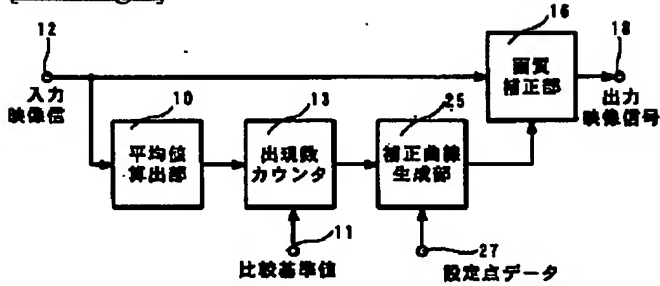 12
16
18
入力
映像信
画質
補正部
出力
映像信号
10
平均値
算出部
13
出現数
カウンタ
25
補正曲線
生成部
11
比較基準値
27
設定点データ